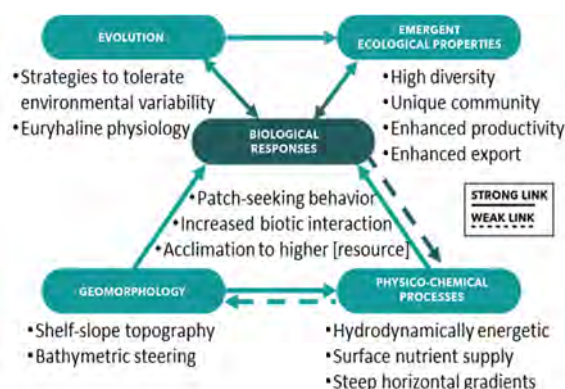 EVOLUTION
EMERGENT
ECOLOGICAL PROPERTIES
•Strategies to tolerate
environmental variability
•Euryhaline physiology
•High diversity
•Unique community
•Enhanced productivity
•Enhanced export
BIOLOGICAL
RESPONSES
STRONG LINK
WEAK LINK
•Patch-seeking behavior
•Increased biotic interaction
•Acclimation to higher [resource]
GEOMORPHOLOGY
PHYSICO-CHEMICAL
PROCESSES
•Shelf-slope topography
•Bathymetric steering
•Hydrodynamically energetic
•Surface nutrient supply
•Steep horizontal gradients